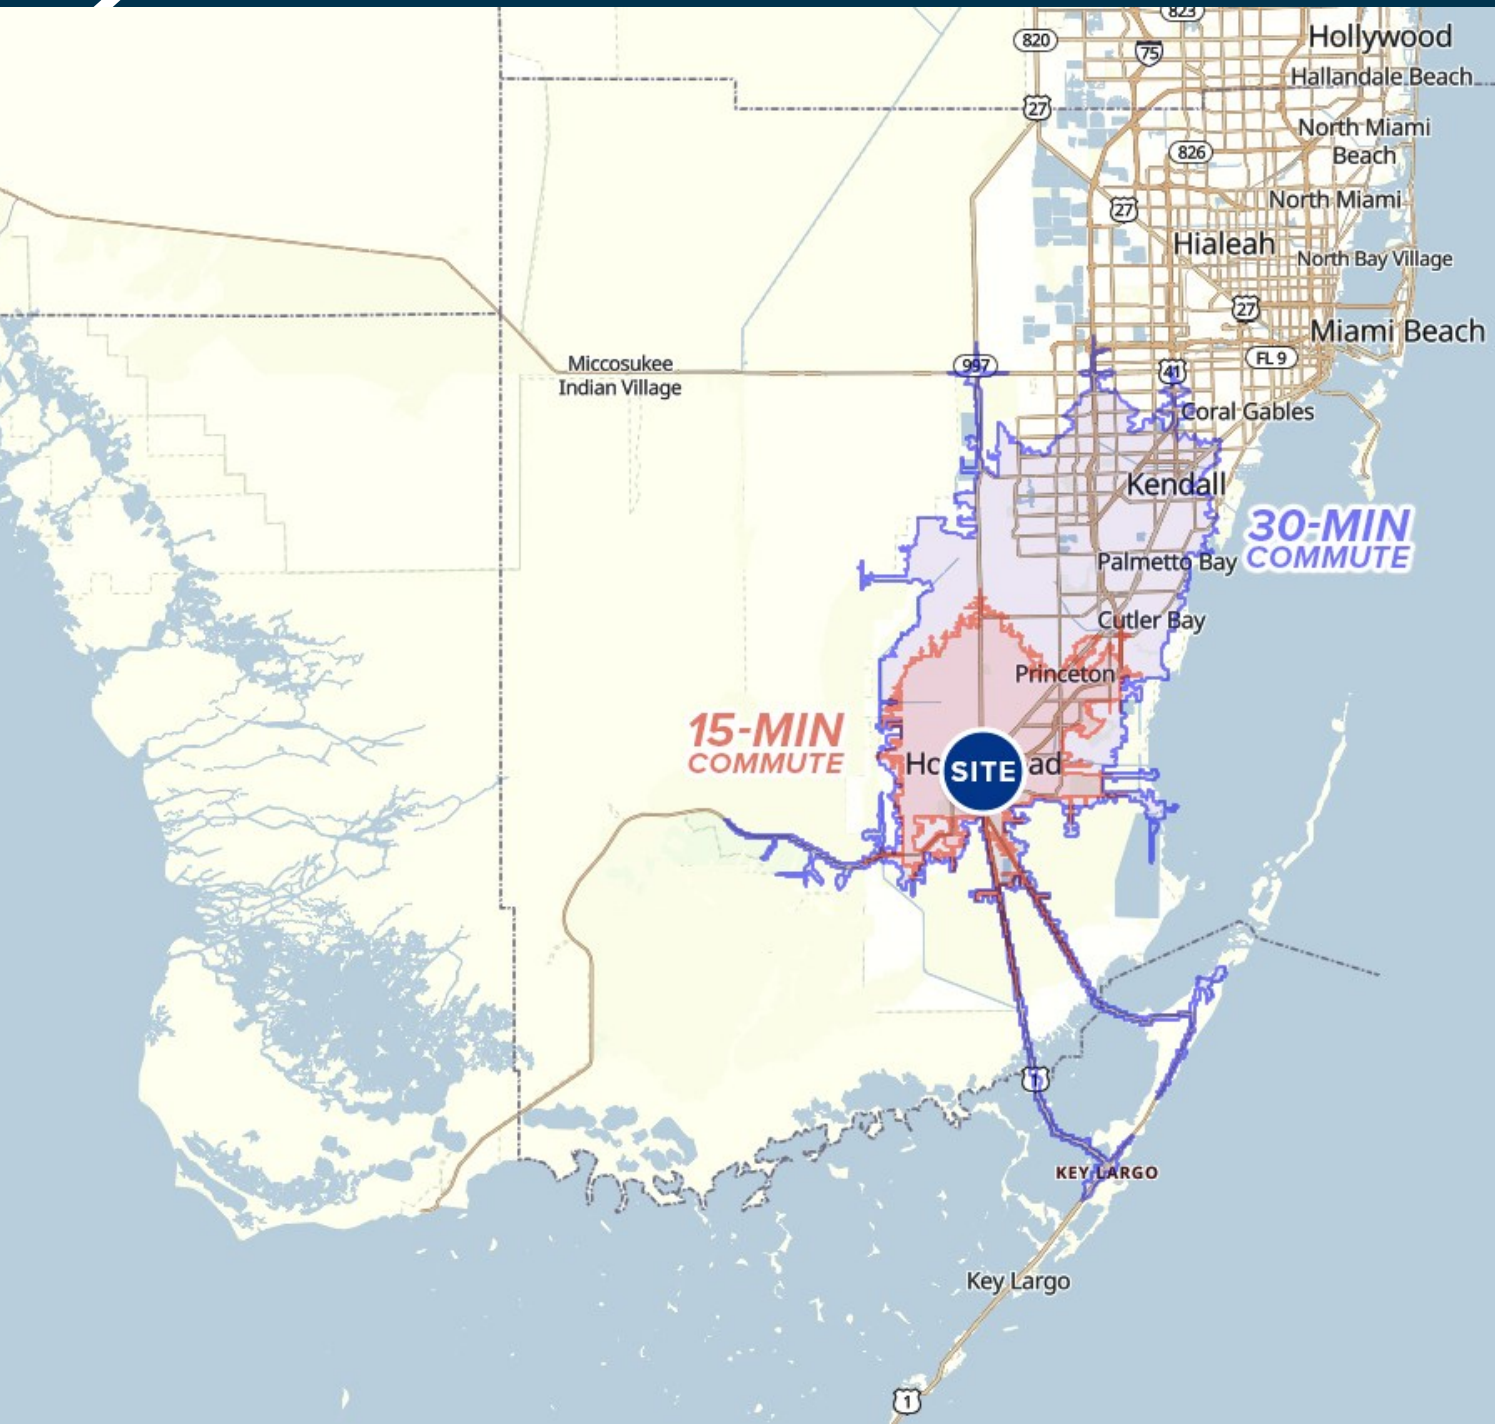 823
820
Hollywood
75
Hallandale Beach
27
North Miami
Beach
826
North Miami
27
Hialeah
North Bay Village
27
Miami Beach
Miccosukee
Indian Village
997
FL 9
41
Coral Gables
Kendall
30-MIN
COMMUTE
Palmetto Bay
Cutler Bay
Princeton
15-MIN
COMMUTE
Ho
SITE
ad
1
KEY LARGO
Key Largo
1